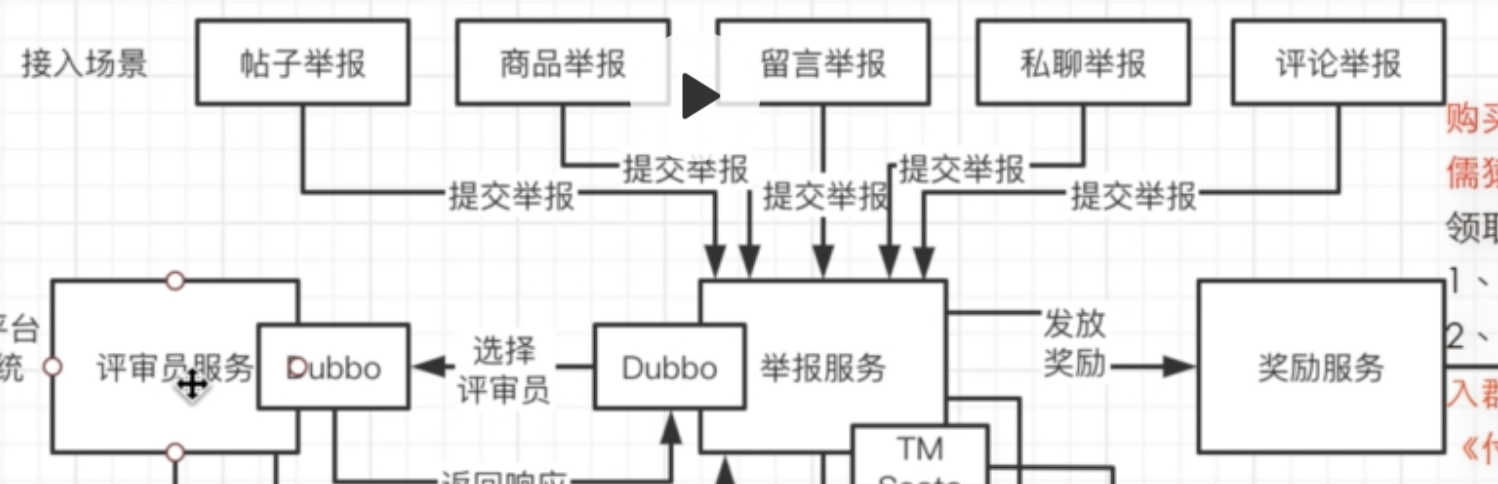 接入场景
帖子举报
商品举报
留言举报
私聊举报
评论举报
购买
提交举报
提交举报
提交举报
提交举报
提交举报
儒猿
领取
1、
平台
统
评审员服务
Dubbo
选择
评审员
Dubbo
举报服务
发放
奖励
奖励服务
2、
入群
《付
TM
Seata
返回响应